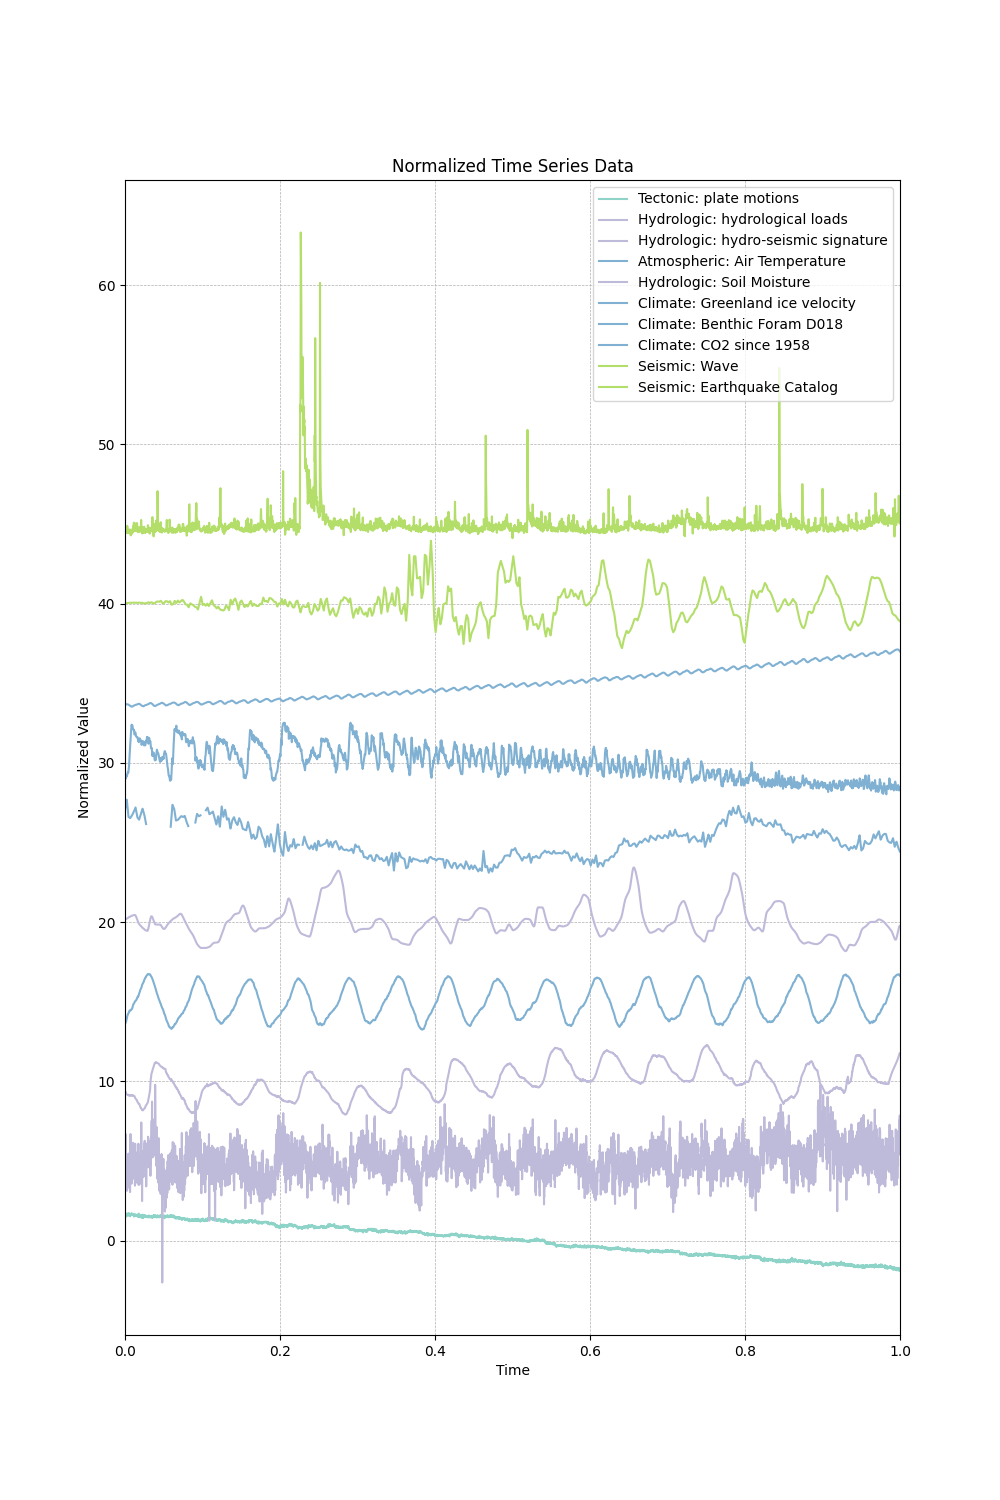 Normalized Time Series Data
Tectonic: plate motions
Hydrologic: hydrological loads
Hydrologic: hydro-seismic signature
Atmospheric: Air Temperature
Hydrologic: Soil Moisture
Climate: Greenland ice velocity
Climate: Benthic Foram D018
Climate: CO2 since 1958
Seismic: Wave
Seismic: Earthquake Catalog
60
50
40
30
20
10
0
Normalized Value
0.0 0.2 0.4 0.6 0.8 1.0
Time